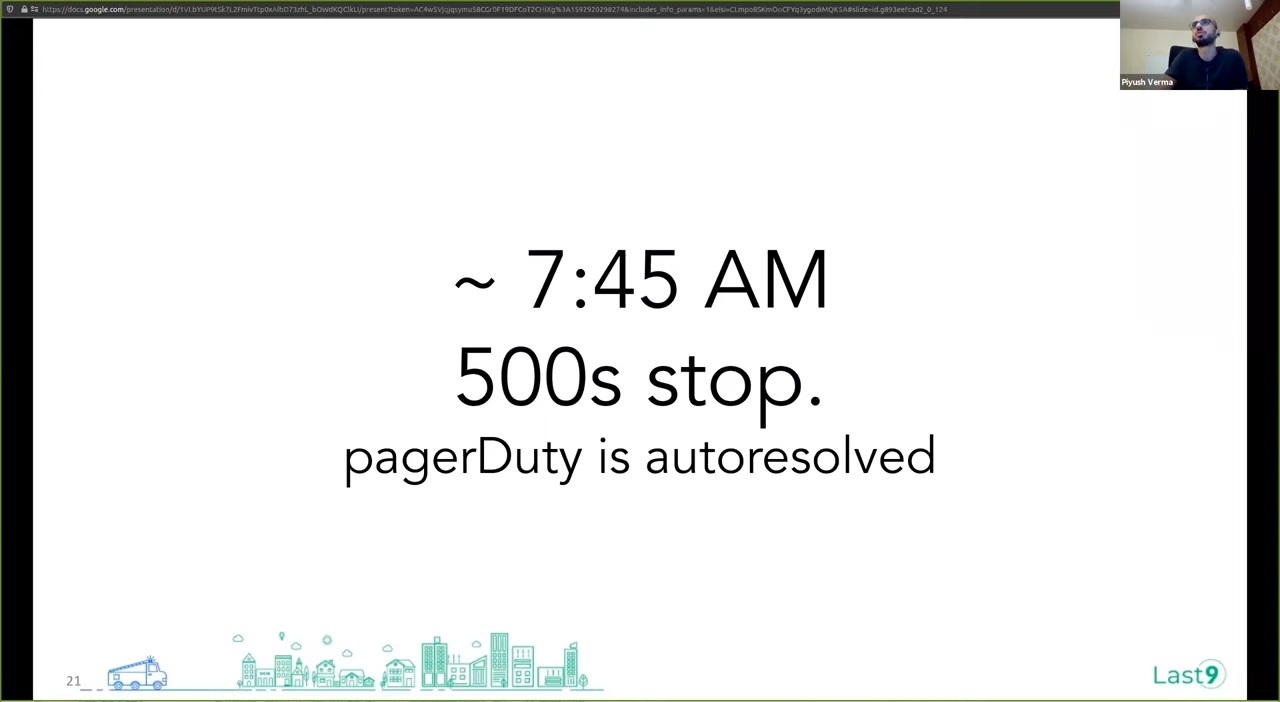 Piyush Verma
~ 7:45 AM
500s stop.
pagerDuty is autoresolved
21
Last9